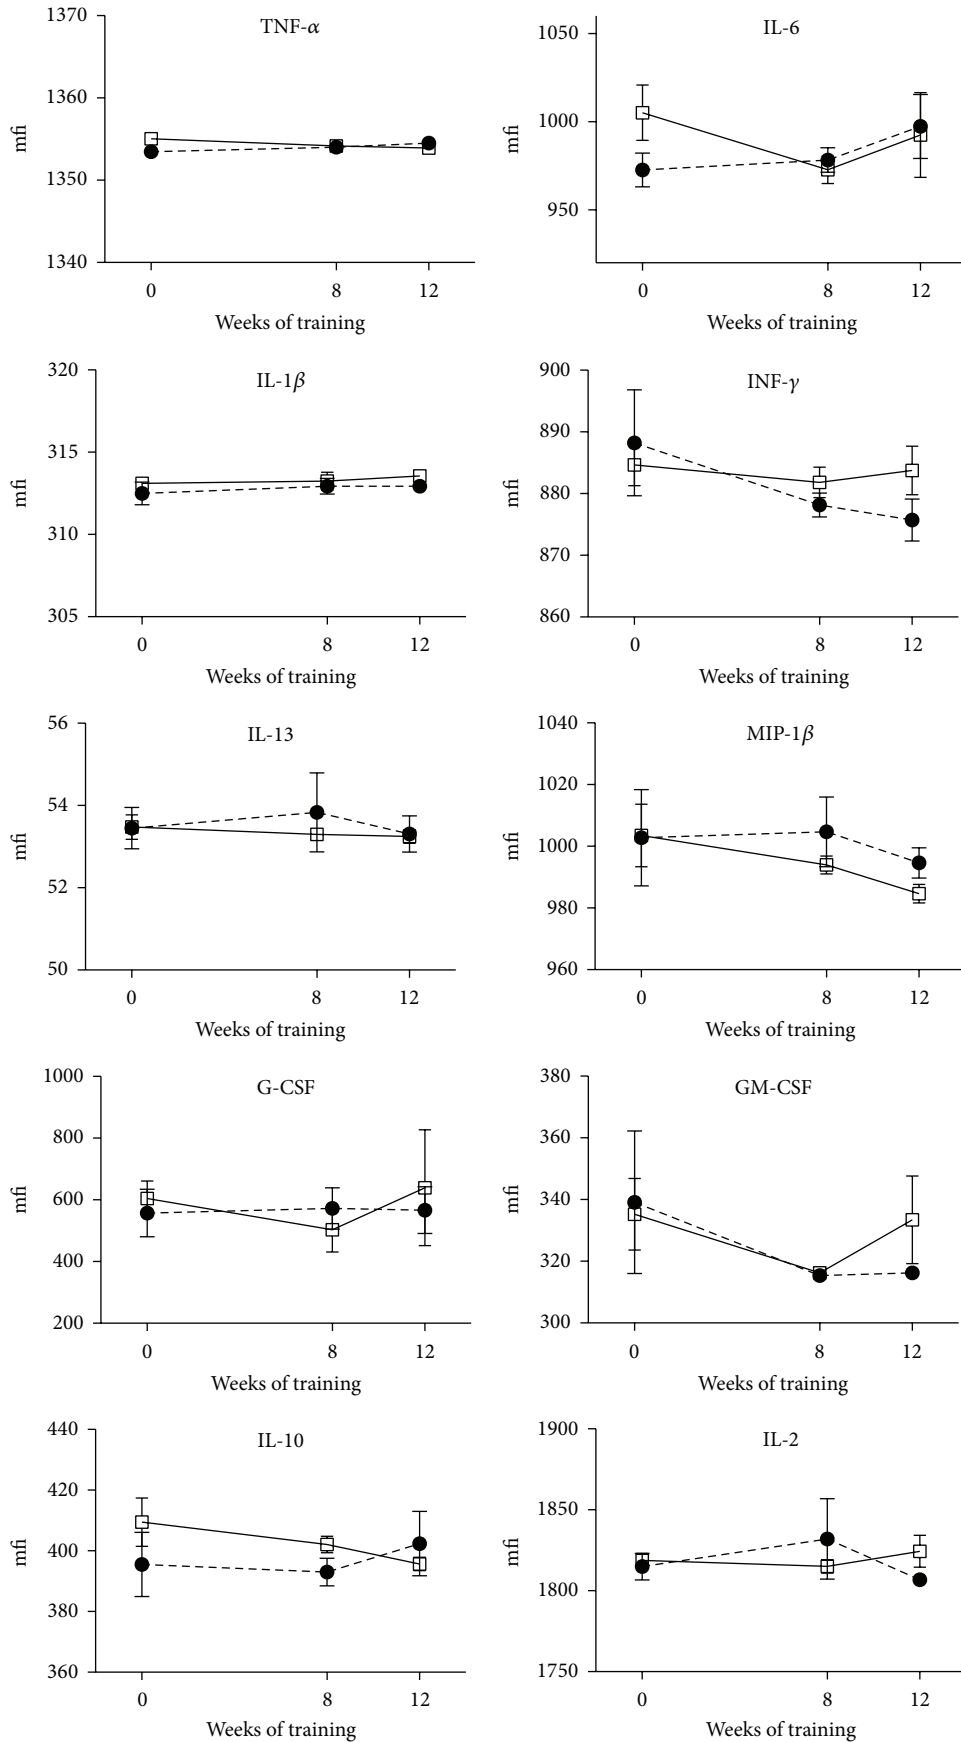 TNF-α
1370
1360
1350
1340
mfi
0 8 12
Weeks of training
IL-6
1050
1000
950
mfi
0 8 12
Weeks of training
IL-1β
320
315
310
305
mfi
0 8 12
Weeks of training
INF-γ
900
890
880
870
860
mfi
0 8 12
Weeks of training
IL-13
56
54
52
50
mfi
0 8 12
Weeks of training
MIP-1β
1040
1020
1000
980
960
mfi
0 8 12
Weeks of training
G-CSF
1000
800
600
400
200
mfi
0 8 12
Weeks of training
GM-CSF
380
360
340
320
300
mfi
0 8 12
Weeks of training
IL-10
440
420
400
380
360
mfi
0 8 12
Weeks of training
IL-2
1900
1850
1800
1750
mfi
0 8 12
Weeks of training